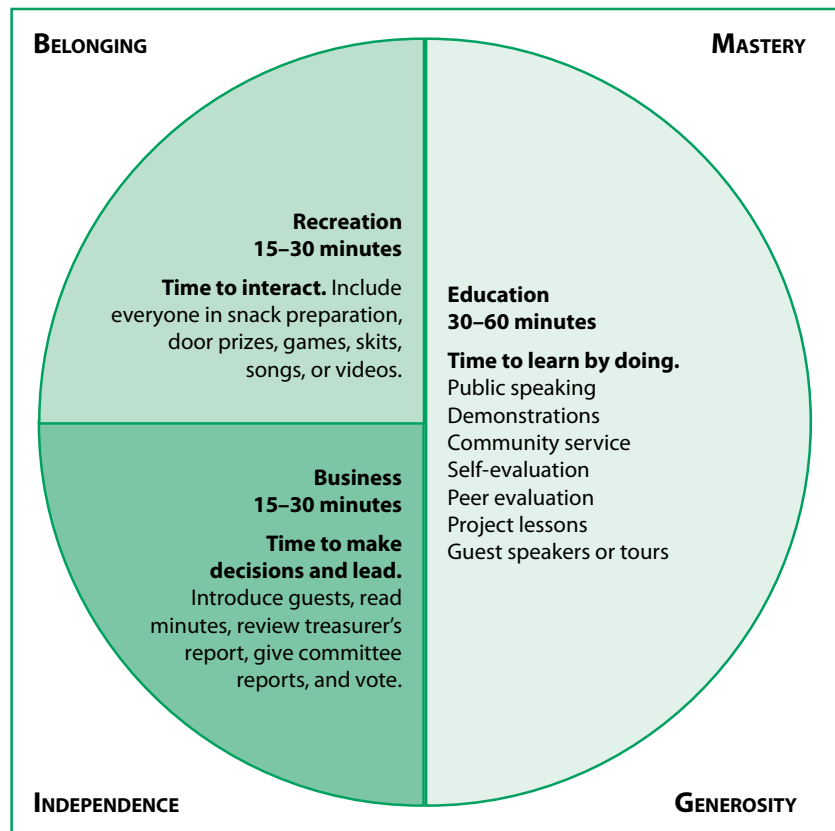 BELONGING
MASTERY
Recreation
15–30 minutes
Time to interact. Include
everyone in snack preparation,
door prizes, games, skits,
songs, or videos.
Education
30–60 minutes
Time to learn by doing.
Public speaking
Demonstrations
Community service
Self-evaluation
Peer evaluation
Project lessons
Guest speakers or tours
Business
15–30 minutes
Time to make
decisions and lead.
Introduce guests, read
minutes, review treasurer’s
report, give committee
reports, and vote.
INDEPENDENCE
GENEROSITY